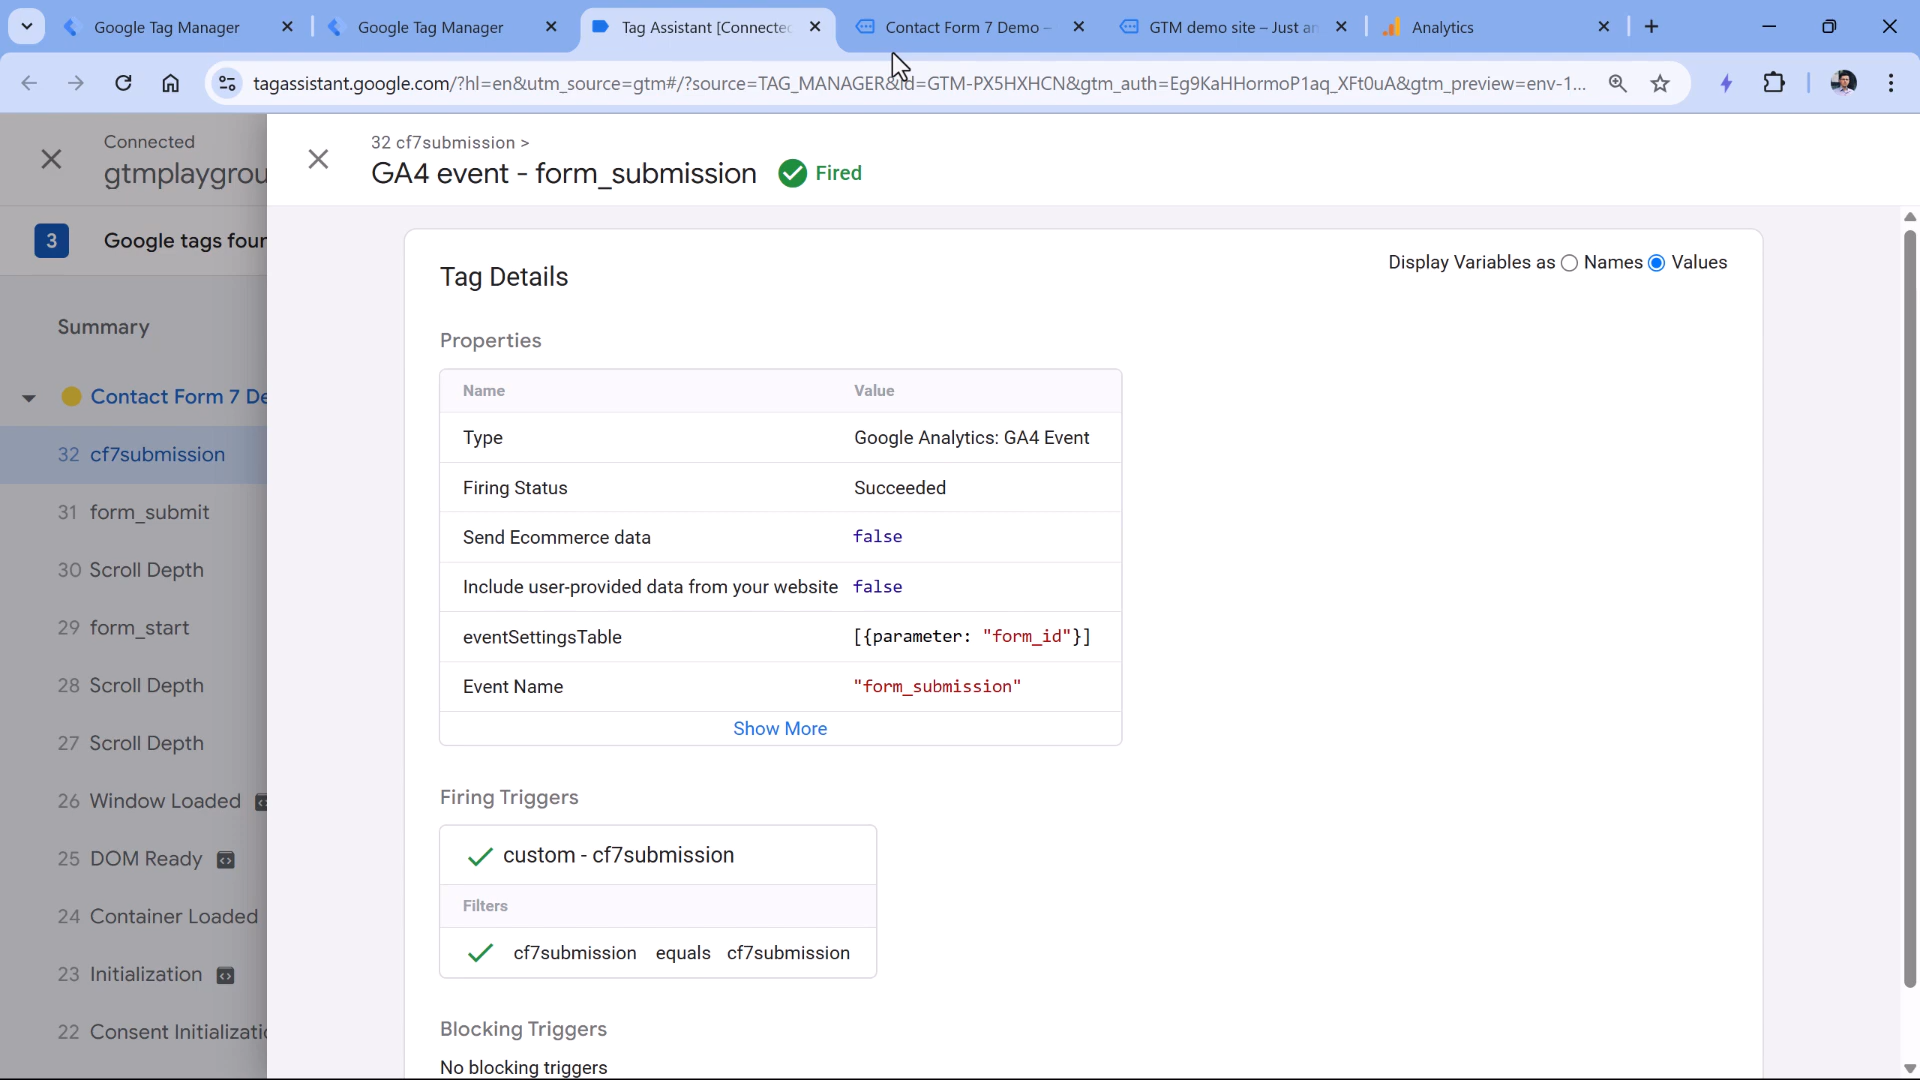 Google Tag Manager
Google Tag Manager
Tag Assistant [Connected
Contact Form 7 Demo –
GTM demo site – Just an
Analytics
tagassistant.google.com/?hl=en&utm_source=gtm#/?source=TAG_MANAGER&id=GTM-PX5HXHCN&gtm_auth=Eg9KaHHormoP1aq_XFt0uA&gtm_preview=env-1...
Connected
gtmplaygrou
3 Google tags four
Summary
Contact Form 7 De
32 cf7submission
31 form_submit
30 Scroll Depth
29 form_start
28 Scroll Depth
27 Scroll Depth
26 Window Loaded
25 DOM Ready
24 Container Loaded
23 Initialization
22 Consent Initializatio
32 cf7submission >
GA4 event - form_submission Fired
Tag Details
Display Variables as Names Values
Properties
Name Value
Type Google Analytics: GA4 Event
Firing Status Succeeded
Send Ecommerce data false
Include user-provided data from your website false
eventSettingsTable [{parameter: "form_id"}]
Event Name "form_submission"
Show More
Firing Triggers
custom - cf7submission
Filters
cf7submission equals cf7submission
Blocking Triggers
No blocking triggers